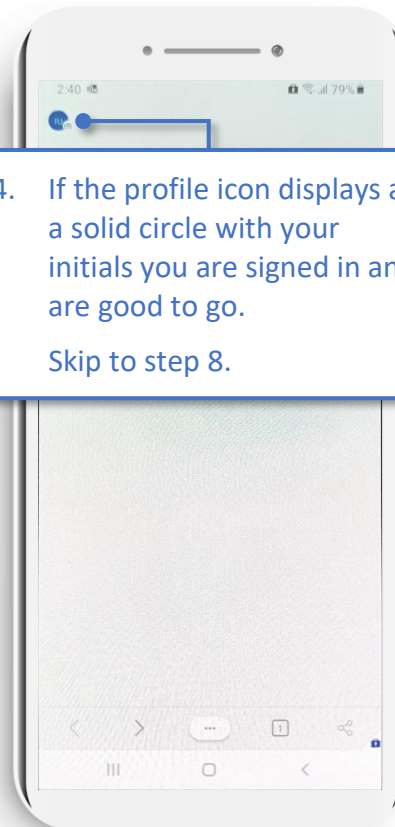 2:40
79%
4. If the profile icon displays a
a solid circle with your
initials you are signed in an
are good to go.
Skip to step 8.
1